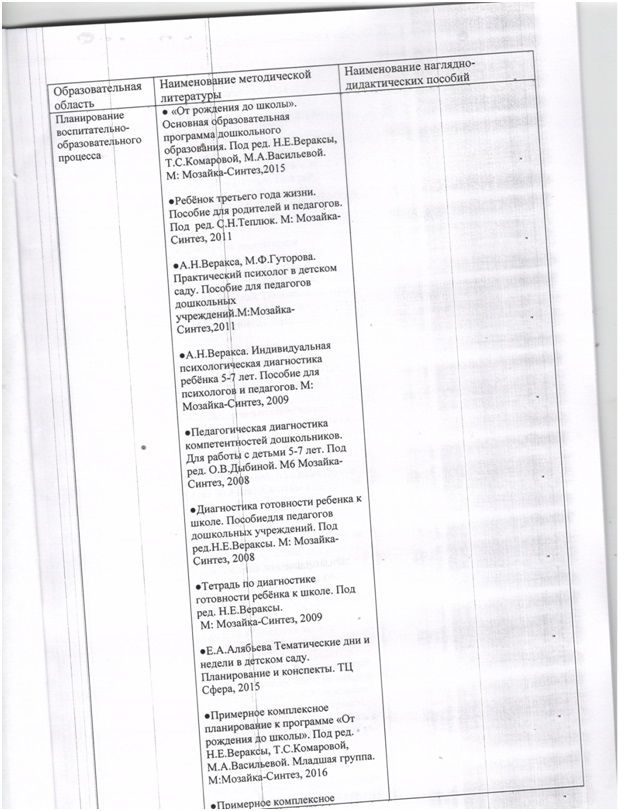 Образовательная область
Наименование методической литературы
Наименование наглядно-дидактических пособий
Планирование
воспитательно-
образовательного
процесса
● «От рождения до школы».
Основная образовательная
программа дошкольного
образования. Под ред. Н.Е.Вераксы,
Т.С.Комаровой, М.А.Васильевой.
М: Мозайка-Синтез,2015
●Ребёнок третьего года жизни.
Пособие для родителей и педагогов.
Под ред. С.Н.Теплюк. М: Мозайка-
Синтез, 2011
●А.Н.Веракса, М.Ф.Гуторова.
Практический психолог в детском
саду. Пособие для педагогов
дошкольных
учреждений.М:Мозайка-
Синтез,2011
●А.Н.Веракса. Индивидуальная
психологическая диагностика
ребёнка 5-7 лет. Пособие для
психологов и педагогов. М:
Мозайка-Синтез, 2009
●Педагогическая диагностика
компетентностей дошкольников.
Для работы с детьми 5-7 лет. Под
ред. О.В.Дыбиной. М6 Мозайка-
Синтез, 2008
●Диагностика готовности ребенка к
школе. Пособиедля педагогов
дошкольных учреждений. Под
ред.Н.Е.Вераксы. М: Мозайка-
Синтез, 2008
●Тетрадь по диагностике
готовности ребёнка к школе. Под
ред. Н.Е.Вераксы.
М: Мозайка-Синтез, 2009
●Е.А.Алябьева Тематические дни и
недели в детском саду.
Планирование и конспекты. ТЦ
Сфера, 2015
●Примерное комплексное
планирование к программе «От
рождения до школы». Под ред.
Н.Е.Вераксы, Т.С.Комаровой,
М.А.Васильевой. Младшая группа.
М:Мозайка-Синтез, 2016
●Примерное комплексное